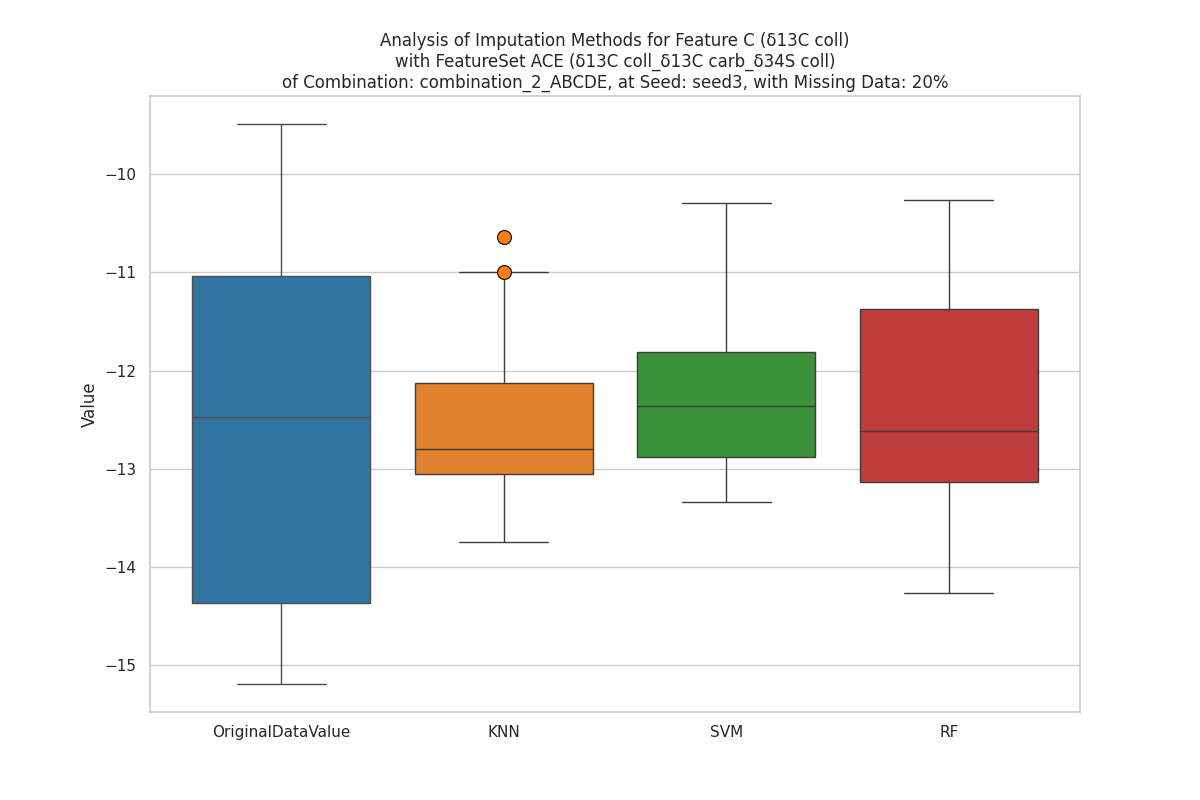 Analysis of Imputation Methods for Feature C (δ13C coll)
with FeatureSet ACE (δ13C coll_δ13C carb_δ34S coll)
of Combination: combination_2_ABCDE, at Seed: seed3, with Missing Data: 20%
Value
−10
−11
−12
−13
−14
−15
OriginalDataValue
KNN
SVM
RF